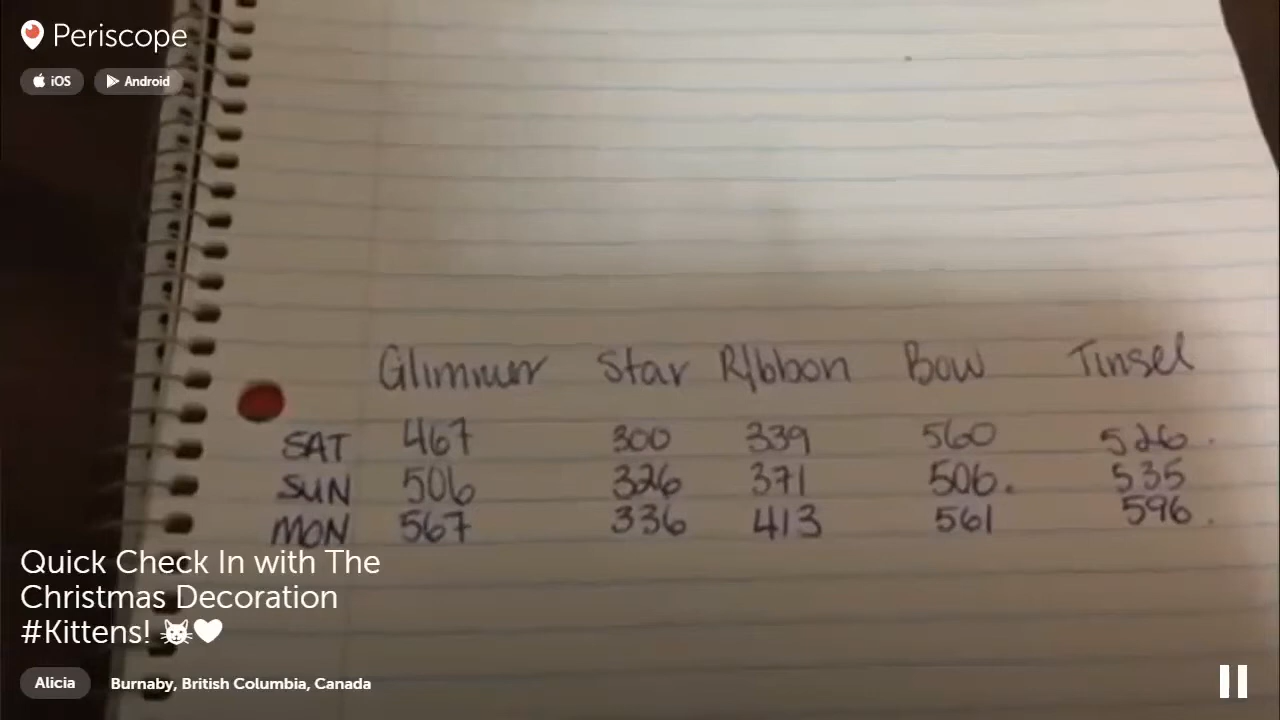 Periscope
iOS Android
Glimmer Star Ribbon Bow Tinsel
SAT 467 300 339 560 526.
SUN 506 326 371 506. 535
MON 567 336 413 561 596.
Quick Check In with The
Christmas Decoration
#Kittens! 🐱❤
Alicia Burnaby, British Columbia, Canada